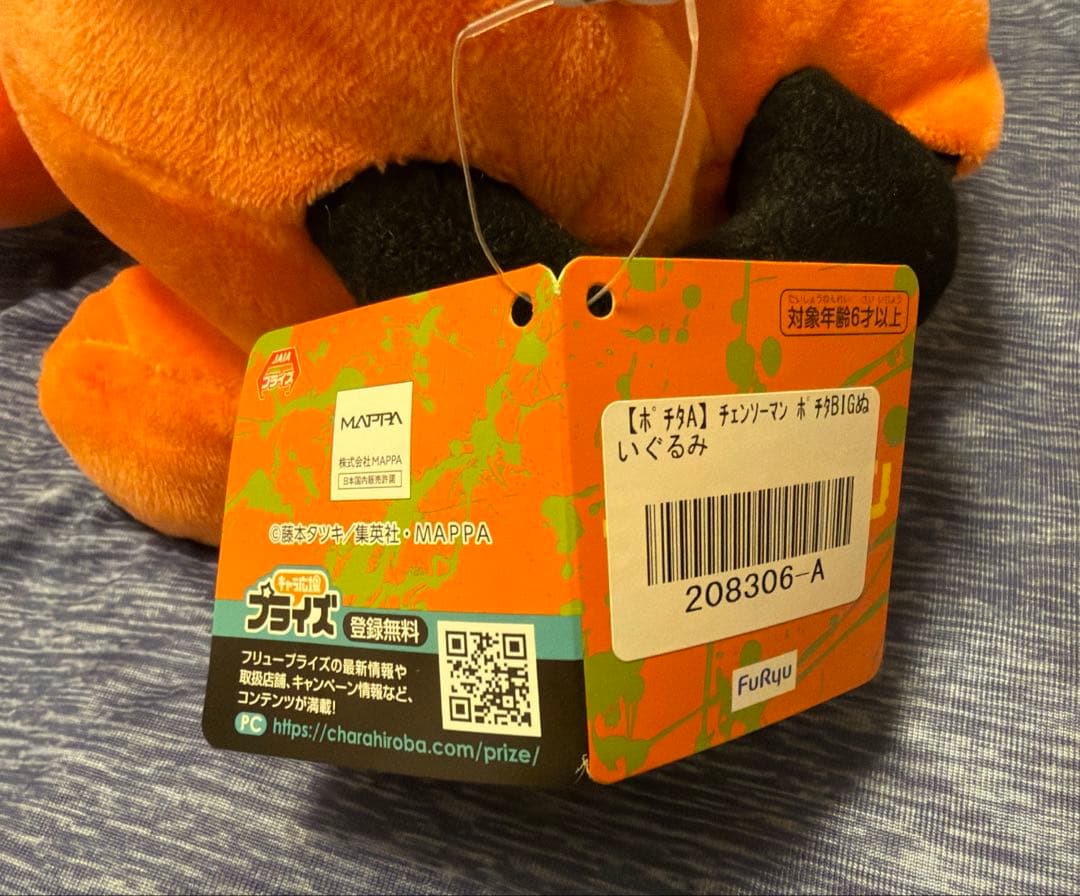 JAIA
プライズ
MAPPA
株式会社MAPPA
日本国内販売許諾
©藤本タツキ/集英社・MAPPA
キャラ広場
プライズ
登録無料
フリュープライズの最新情報や
取扱店舗、キャンペーン情報など、
コンテンツが満載!
PC https://charahiroba.com/prize/
たいしょうねんれい さいいじょう
対象年齢6才以上
【ポチタA】チェンソーマン ポチタBIGぬ
いぐるみ
208306-A
FuRyu